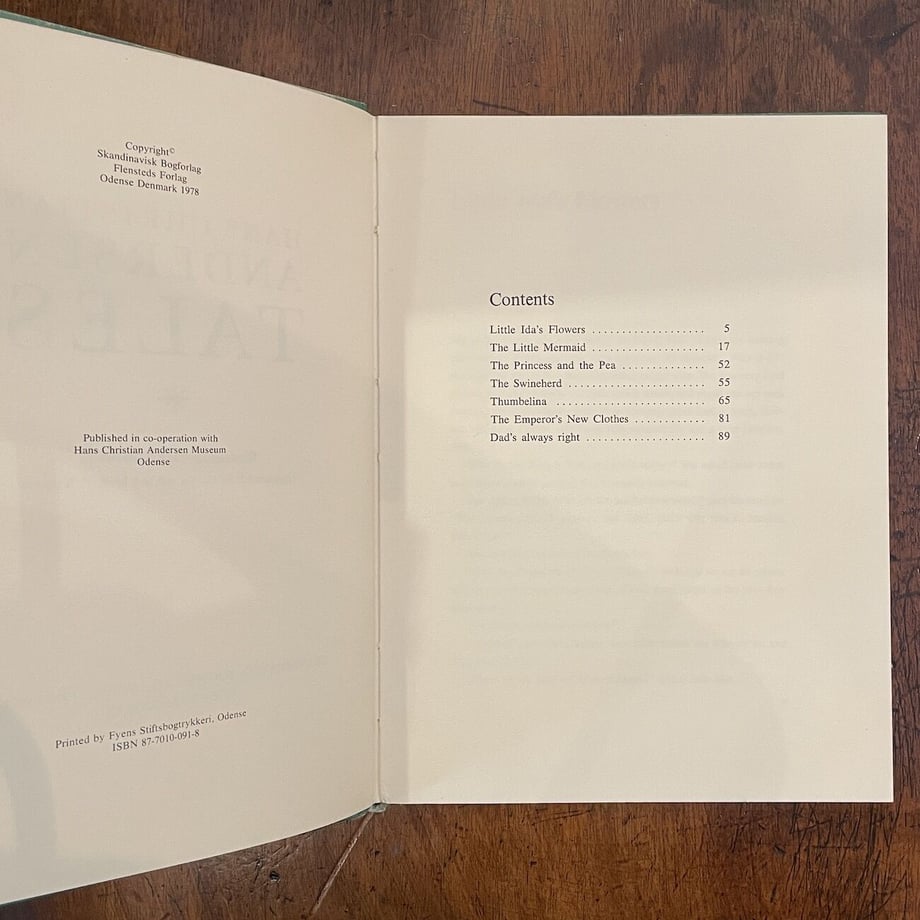 Copyright©
Skandinavisk Bogforlag
Flensteds Forlag
Odense Denmark 1978
Published in co-operation with
Hans Christian Andersen Museum
Odense
Printed by Fyens Stiftsbogtrykkeri, Odense
ISBN 87-7010-091-8
Contents
Little Ida's Flowers ................... 5
The Little Mermaid ................... 17
The Princess and the Pea .............. 52
The Swineherd ....................... 55
Thumbelina ......................... 65
The Emperor's New Clothes ............ 81
Dad's always right .................... 89